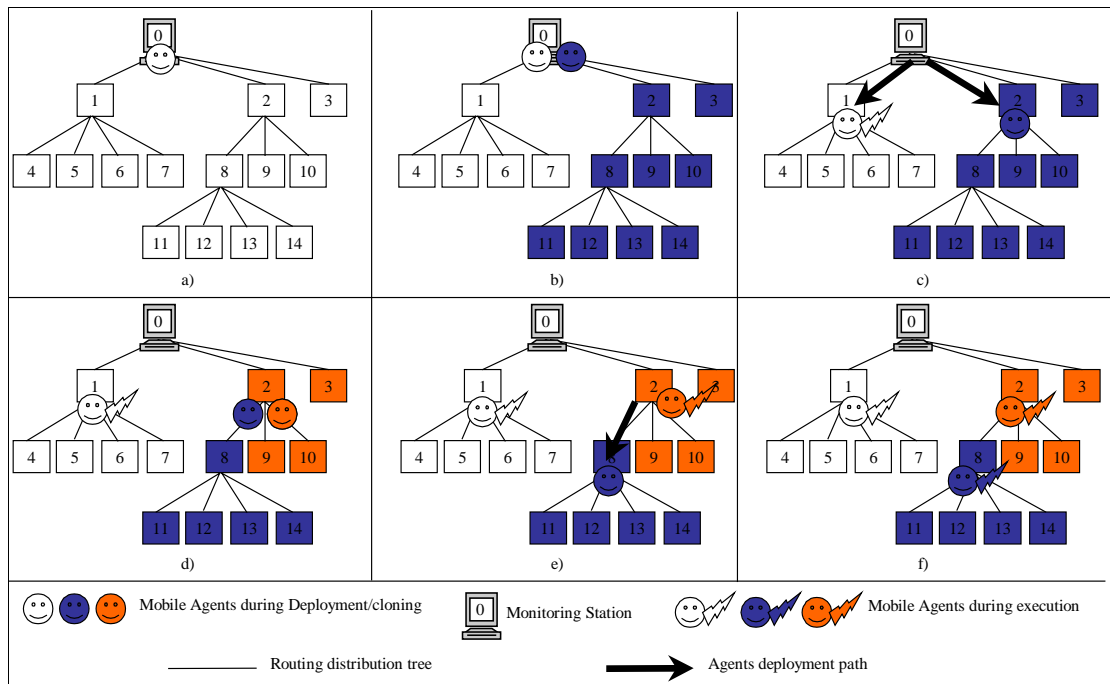 0 0 0
1 2 3 1 2 3 1 2 3
4 5 6 7 8 9 10 4 5 6 7 8 9 10 4 5 6 7 8 9 10
11 12 13 14 11 12 13 14 11 12 13 14
a) b) c)
0 0 0
1 2 3 1 2 3 1 2 3
4 5 6 7 8 9 10 4 5 6 7 8 9 10 4 5 6 7 8 9 10
11 12 13 14 11 12 13 14 11 12 13 14
d) e) f)
Mobile Agents during Deployment/cloning 0 Monitoring Station Mobile Agents during execution
Routing distribution tree Agents deployment path